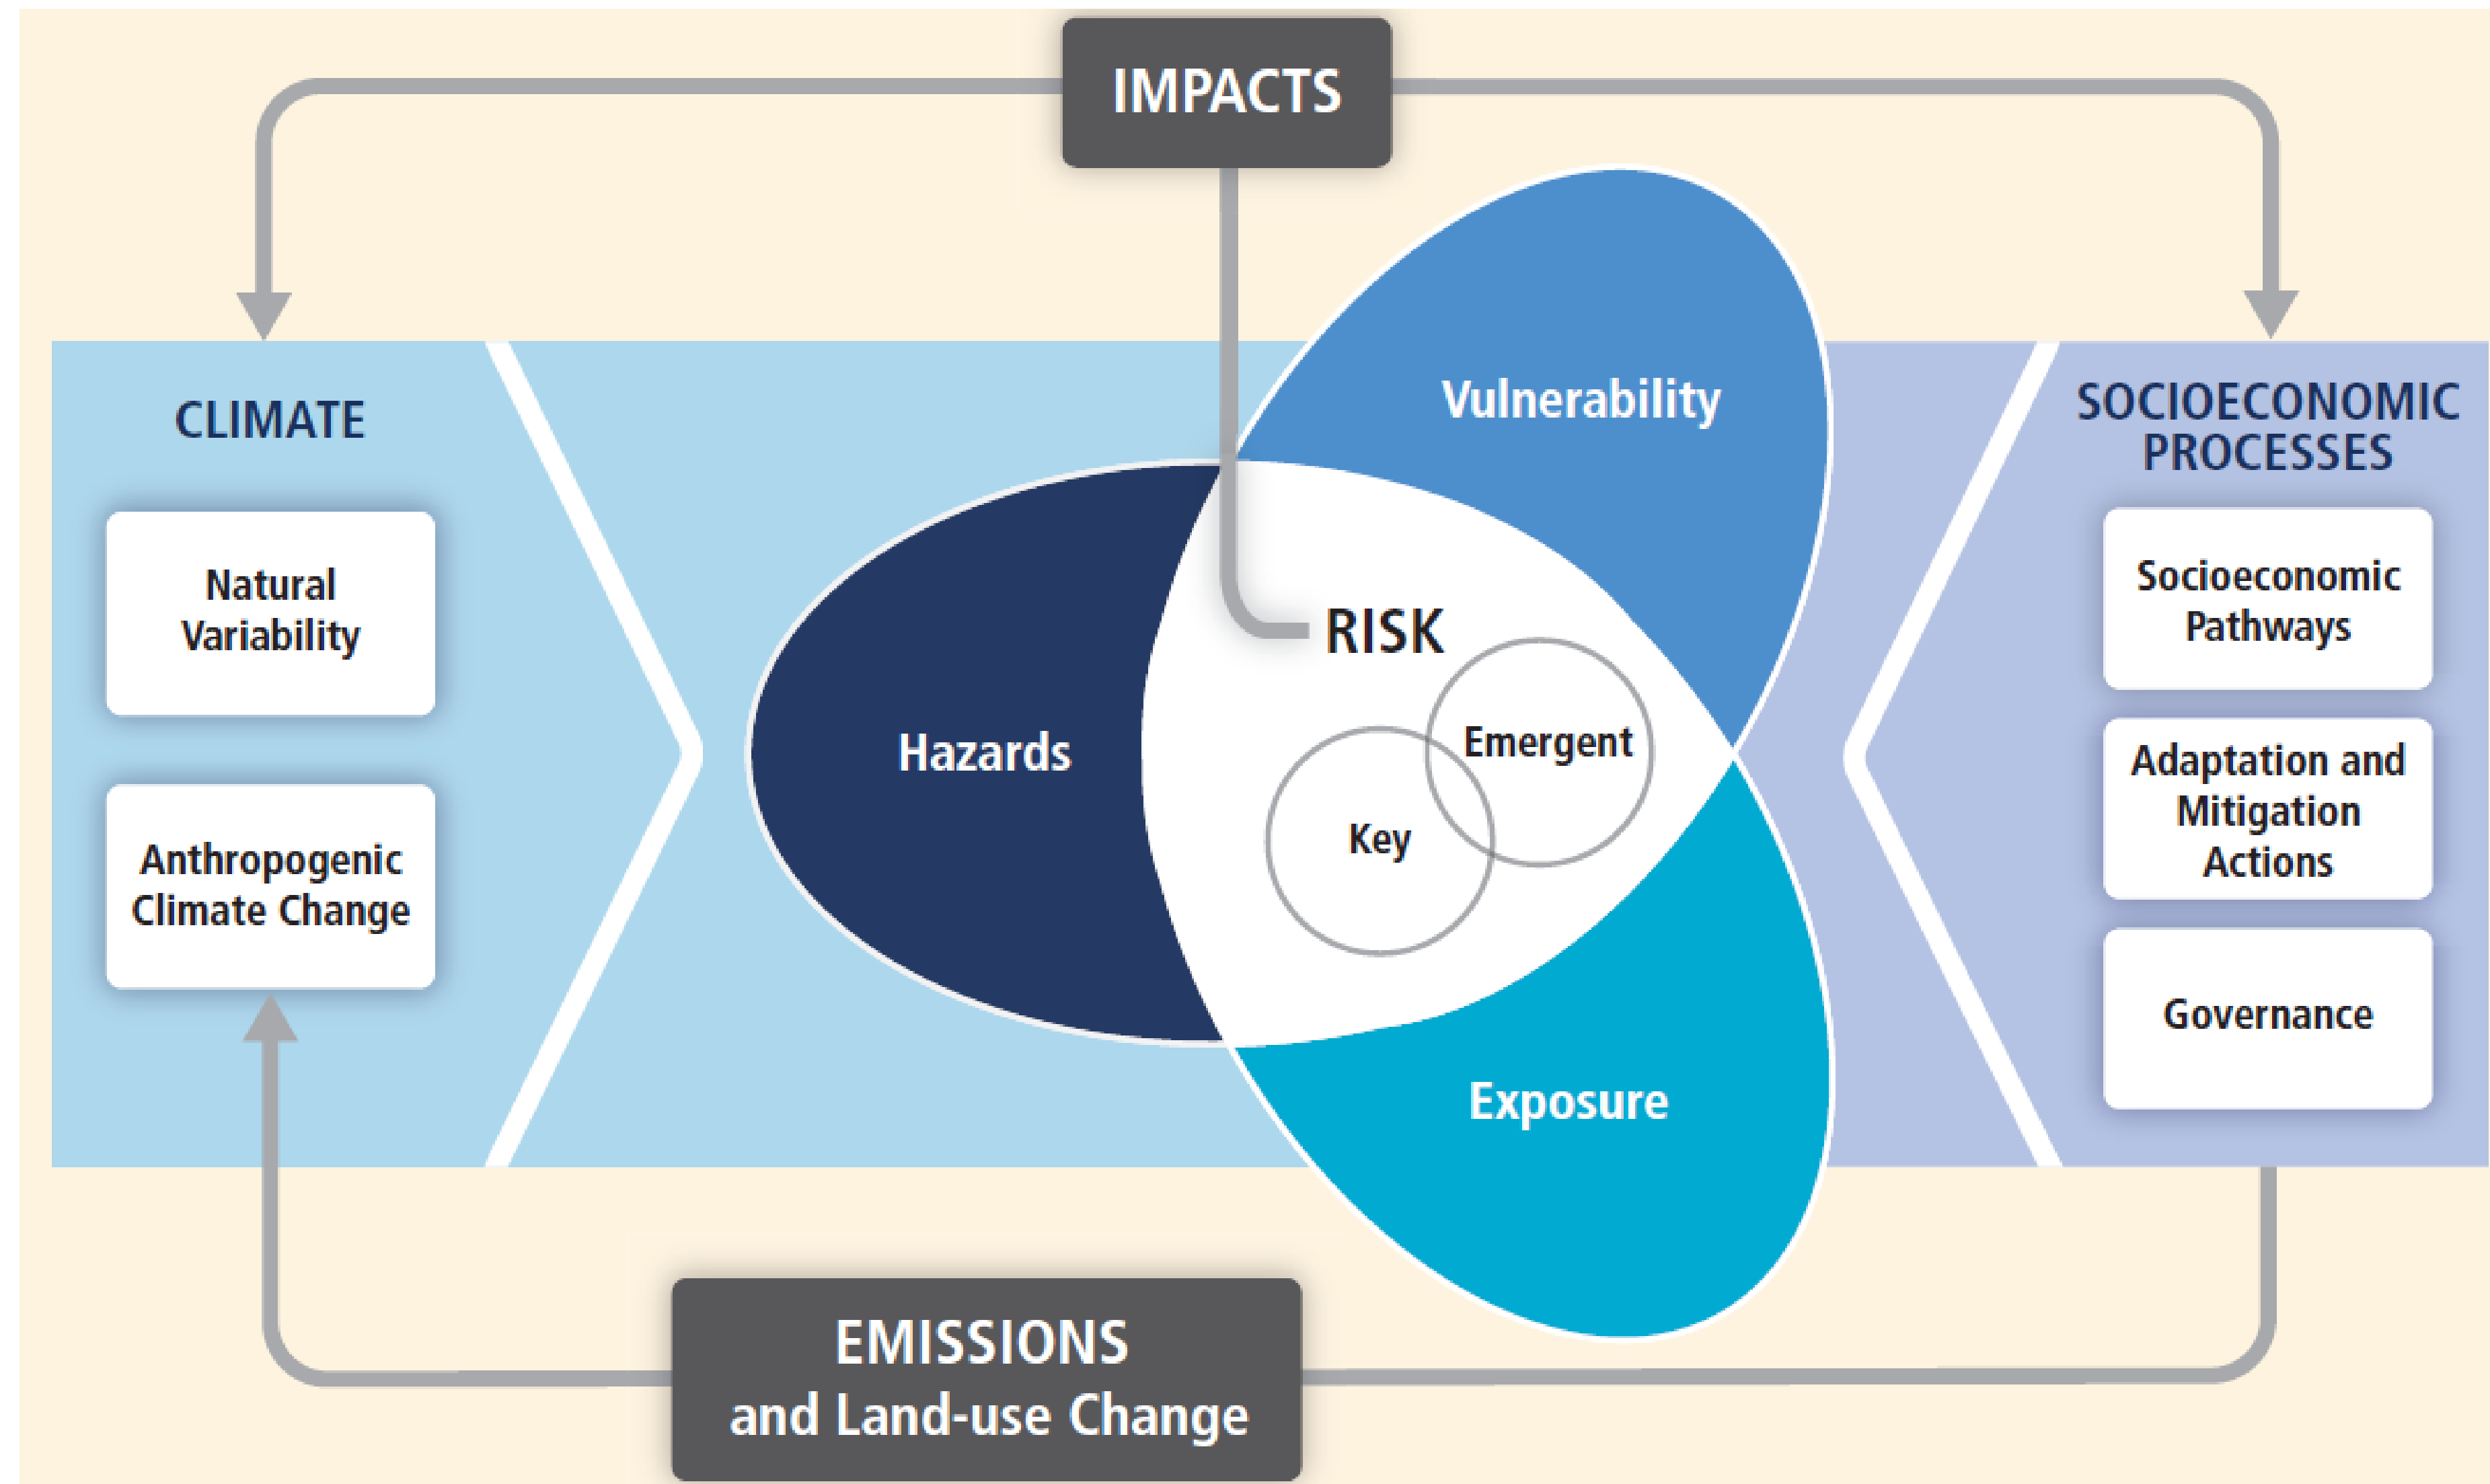 IMPACTS
CLIMATE
Natural
Variability
Anthropogenic
Climate Change
Vulnerability
Hazards
RISK
Emergent
Key
Exposure
SOCIOECONOMIC
PROCESSES
Socioeconomic
Pathways
Adaptation and
Mitigation
Actions
Governance
EMISSIONS
and Land-use Change